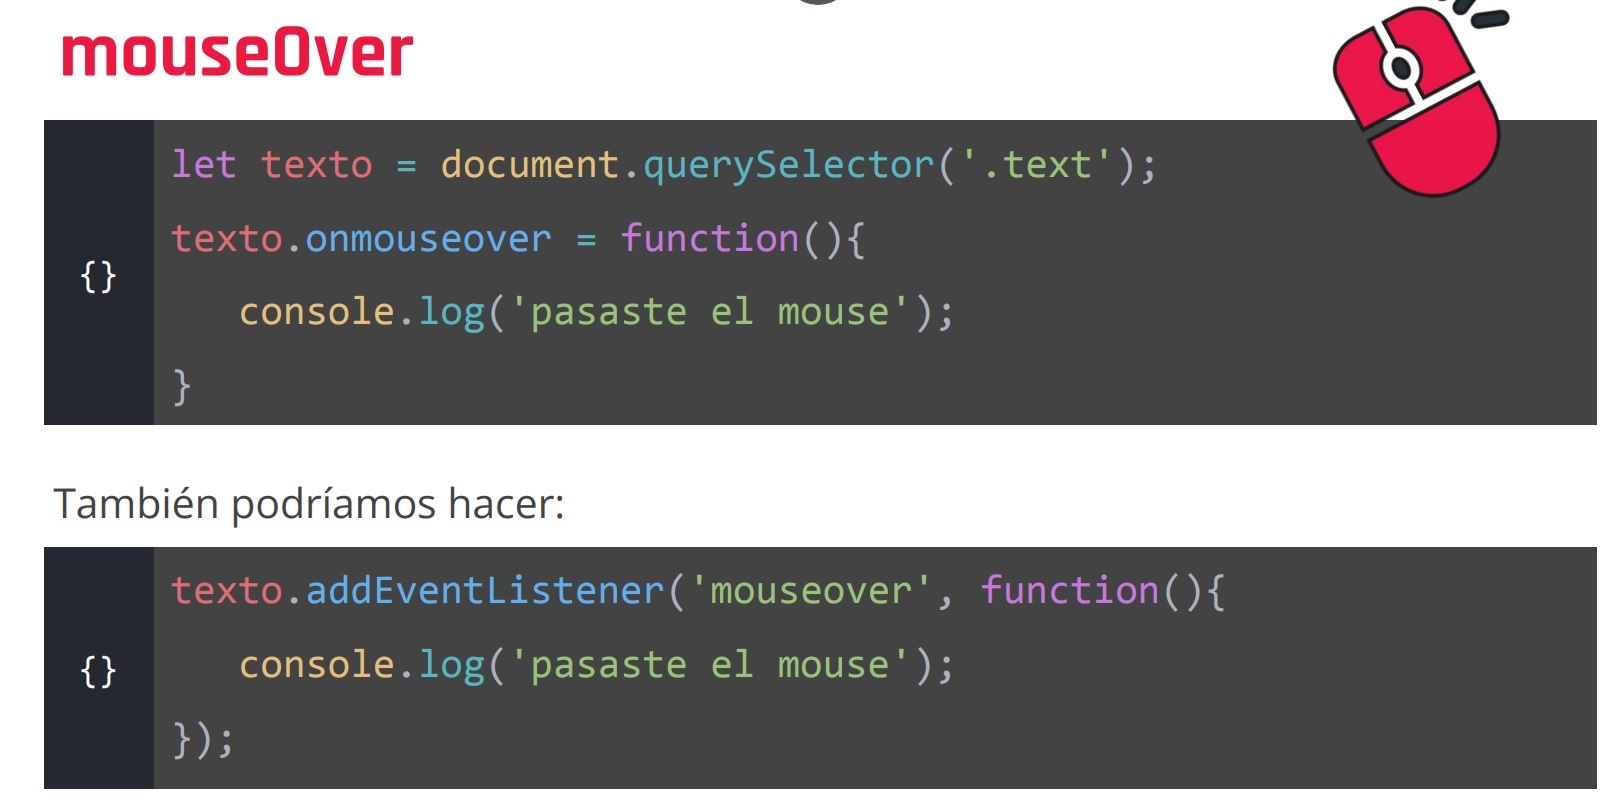 mouseOver
let texto = document.querySelector('.text');
texto.onmouseover = function(){
console.log('pasaste el mouse');
}
{}
También podríamos hacer:
texto.addEventListener('mouseover', function(){
console.log('pasaste el mouse');
});
{}